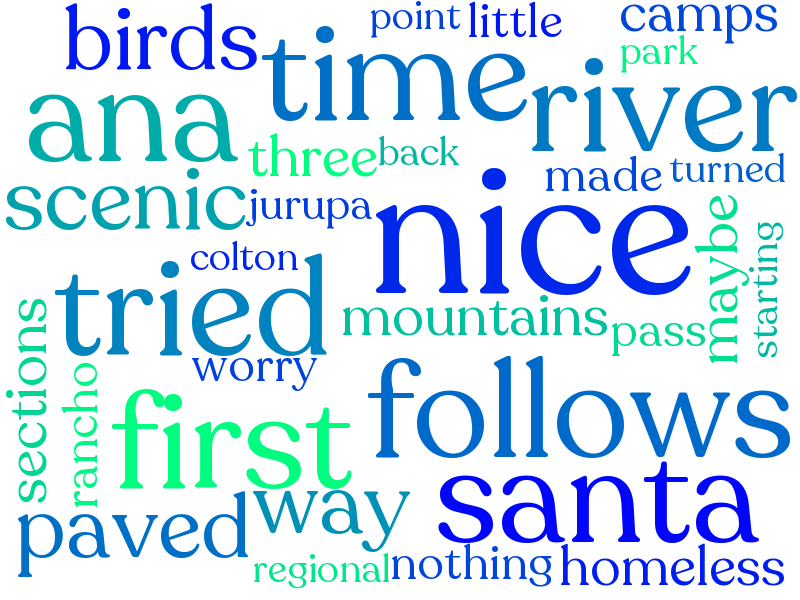 birds
point
little
camps
park
time
river
ana
three
back
made
turned
scenic
jurupa
nice
maybe
starting
colton
tried
mountains
pass
sections
worry
rancho
first
follows
santa
paved
way
regional
nothing
homeless